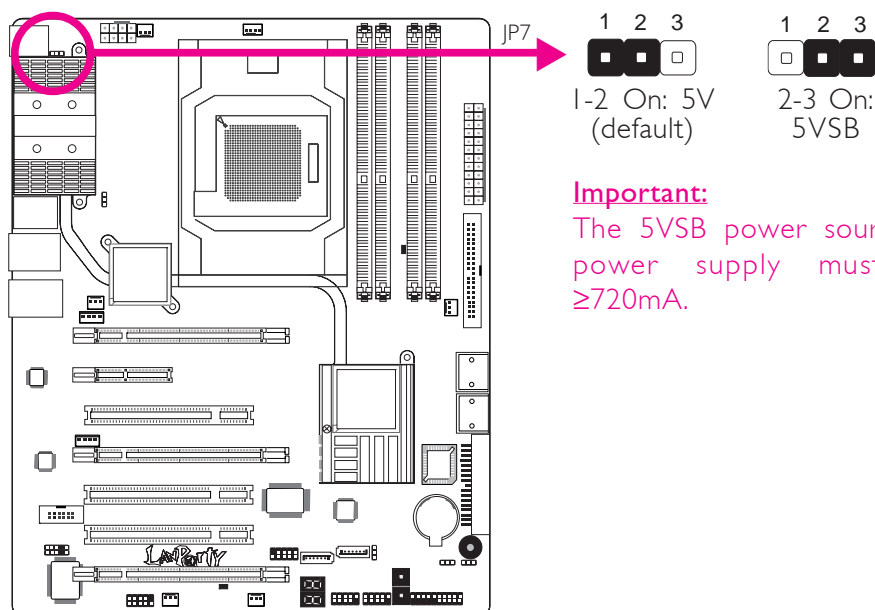 JP7
1 2 3
1-2 On: 5V
(default)
1 2 3
2-3 On:
5VSB
Important:
The 5VSB power sour
power supply must
≥720mA.
LanParty